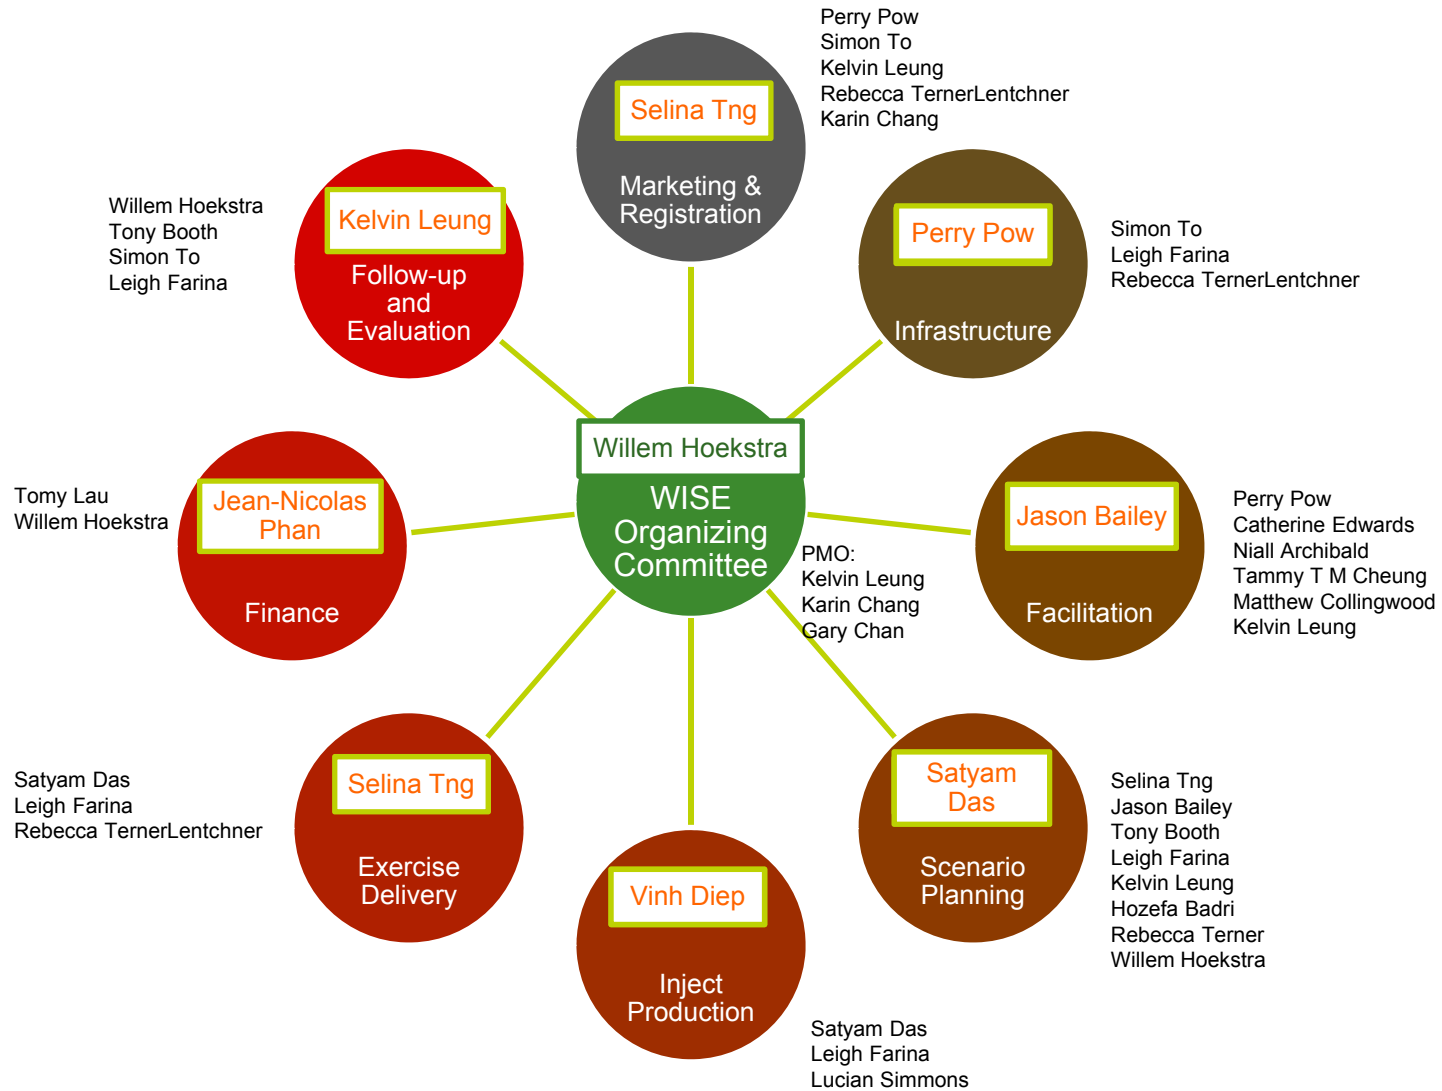 Perry Pow
Simon To
Kelvin Leung
Rebecca TernerLentchner
Karin Chang
Selina Tng
Marketing &
Registration
Willem Hoekstra
Tony Booth
Simon To
Leigh Farina
Kelvin Leung
Follow-up
and
Evaluation
Perry Pow
Infrastructure
Simon To
Leigh Farina
Rebecca TernerLentchner
Willem Hoekstra
WISE
Organizing
Committee
PMO:
Kelvin Leung
Karin Chang
Gary Chan
Tomy Lau
Willem Hoekstra
Jean-Nicolas
Phan
Finance
Jason Bailey
Facilitation
Perry Pow
Catherine Edwards
Niall Archibald
Tammy T M Cheung
Matthew Collingwood
Kelvin Leung
Satyam Das
Leigh Farina
Rebecca TernerLentchner
Selina Tng
Exercise
Delivery
Vinh Diep
Inject
Production
Satyam Das
Leigh Farina
Lucian Simmons
Satyam
Das
Scenario
Planning
Selina Tng
Jason Bailey
Tony Booth
Leigh Farina
Kelvin Leung
Hozefa Badri
Rebecca Terner
Willem Hoekstra